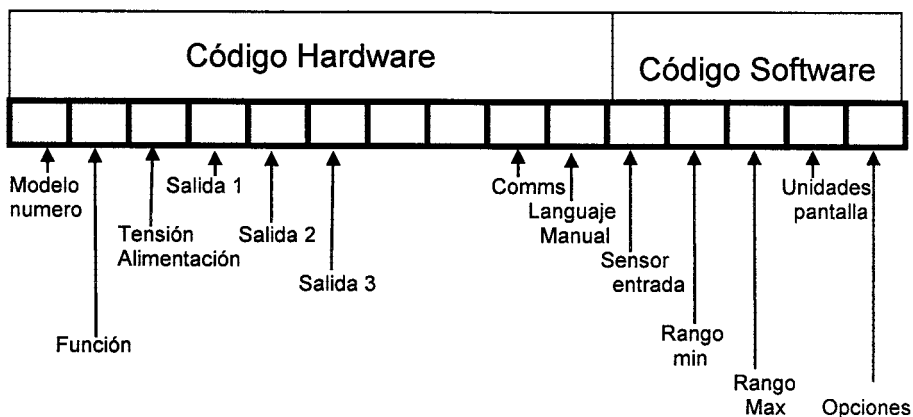 Código Hardware
Código Software
Modelo
numero
Función
Tensión
Alimentación
Salida 1
Salida 2
Salida 3
Comms
Languaje
Manual
Sensor
entrada
Rango
min
Rango
Max
Unidades
pantalla
Opciones